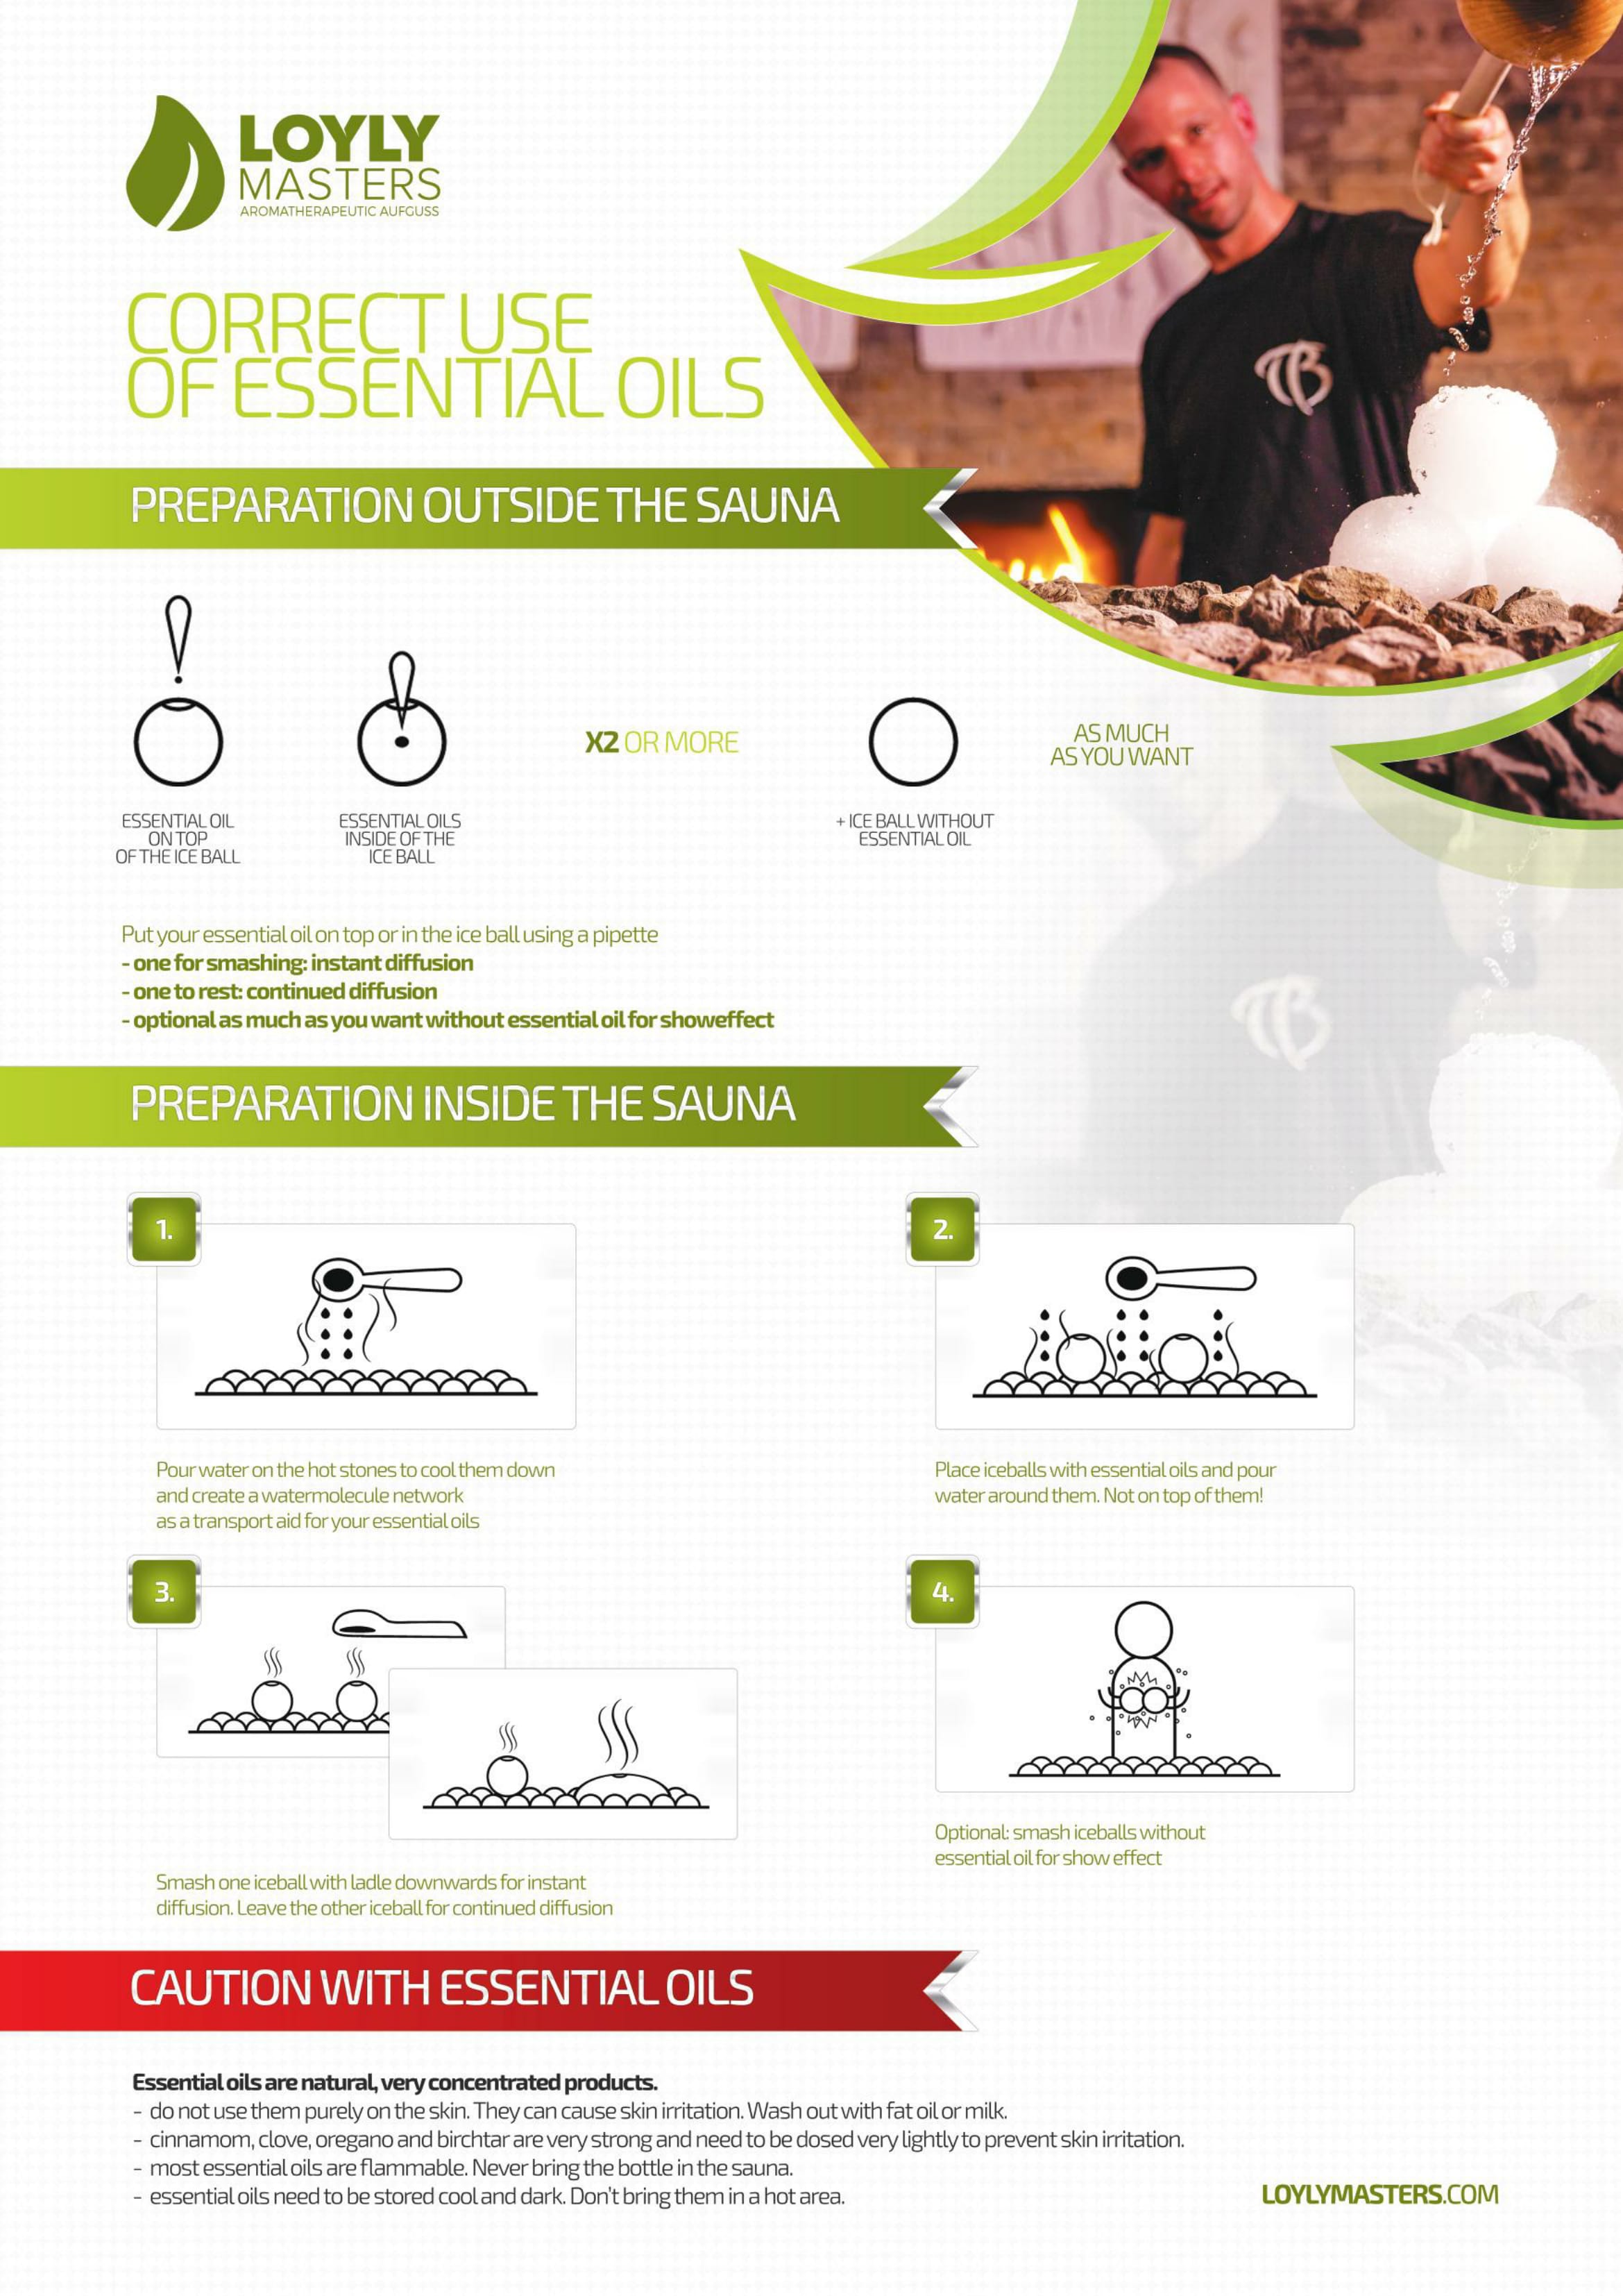 LOYLY
MASTERS
AROMATHERAPEUTIC AUFGUSS
CORRECT USE
OF ESSENTIAL OILS
PREPARATION OUTSIDE THE SAUNA
TB
X2 OR MORE
AS MUCH
AS YOU WANT
ESSENTIAL OIL
ON TOP
OF THE ICE BALL
ESSENTIAL OILS
INSIDE OF THE
ICE BALL
+ ICE BALL WITHOUT
ESSENTIAL OIL
Put your essential oil on top or in the ice ball using a pipette
- one for smashing: instant diffusion
- one to rest: continued diffusion
- optional as much as you want without essential oil for showeffect
TB
PREPARATION INSIDE THE SAUNA
1.
Pour water on the hot stones to cool them down
and create a watermolecule network
as a transport aid for your essential oils
2.
Place iceballs with essential oils and pour
water around them. Not on top of them!
3.
Smash one iceball with ladle downwards for instant
diffusion. Leave the other iceball for continued diffusion
4.
Optional: smash iceballs without
essential oil for show effect
CAUTION WITH ESSENTIAL OILS
Essential oils are natural, very concentrated products.
- do not use them purely on the skin. They can cause skin irritation. Wash out with fat oil or milk.
- cinnamom, clove, oregano and birchtar are very strong and need to be dosed very lightly to prevent skin irritation.
- most essential oils are flammable. Never bring the bottle in the sauna.
- essential oils need to be stored cool and dark. Don't bring them in a hot area.
LOYLYMASTERS.COM